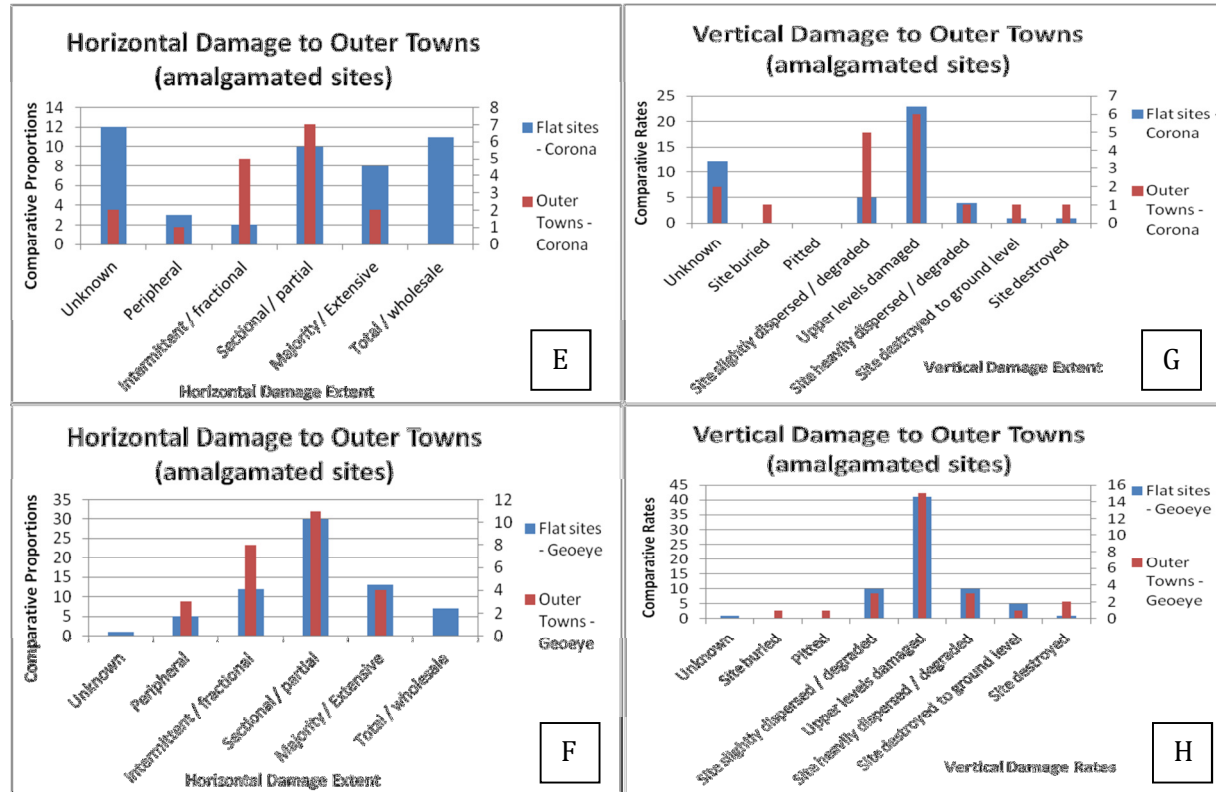 Horizontal Damage to Outer Towns
(amalgamated sites)
Comparative Proportions
14
12
10
8
6
4
2
0
8
7
6
5
4
3
2
1
0
Flat sites
- Corona
Outer
Towns -
Corona
Unknown
Peripheral
Intermittent / fractional
Sectional / partial
Majority / Extensive
Total / wholesale
Horizontal Damage Extent
E
Vertical Damage to Outer Towns
(amalgamated sites)
Comparative Rates
25
20
15
10
5
0
7
6
5
4
3
2
1
0
Flat sites -
Corona
Outer
Towns -
Corona
Unknown
Site buried
Pitted
Site slightly dispersed / degraded
Upper levels damaged
Site heavily dispersed / degraded
Site destroyed to ground level
Site destroyed
Vertical Damage Extent
G
Horizontal Damage to Outer Towns
(amalgamated sites)
Comparative Proportions
35
30
25
20
15
10
5
0
12
10
8
6
4
2
0
Flat sites
- Geoeye
Outer
Towns -
Geoeye
Unknown
Peripheral
Intermittent / fractional
Sectional / partial
Majority / Extensive
Total / wholesale
Horizontal Damage Extent
F
Vertical Damage to Outer Towns
(amalgamated sites)
Comparative Rates
45
40
35
30
25
20
15
10
5
0
16
14
12
10
8
6
4
2
0
Flat sites
- Geoeye
Outer
Towns -
Geoeye
Unknown
Site buried
Pitted
Site slightly dispersed / degraded
Upper levels damaged
Site heavily dispersed / degraded
Site destroyed to ground level
Site destroyed
Vertical Damage Rates
H